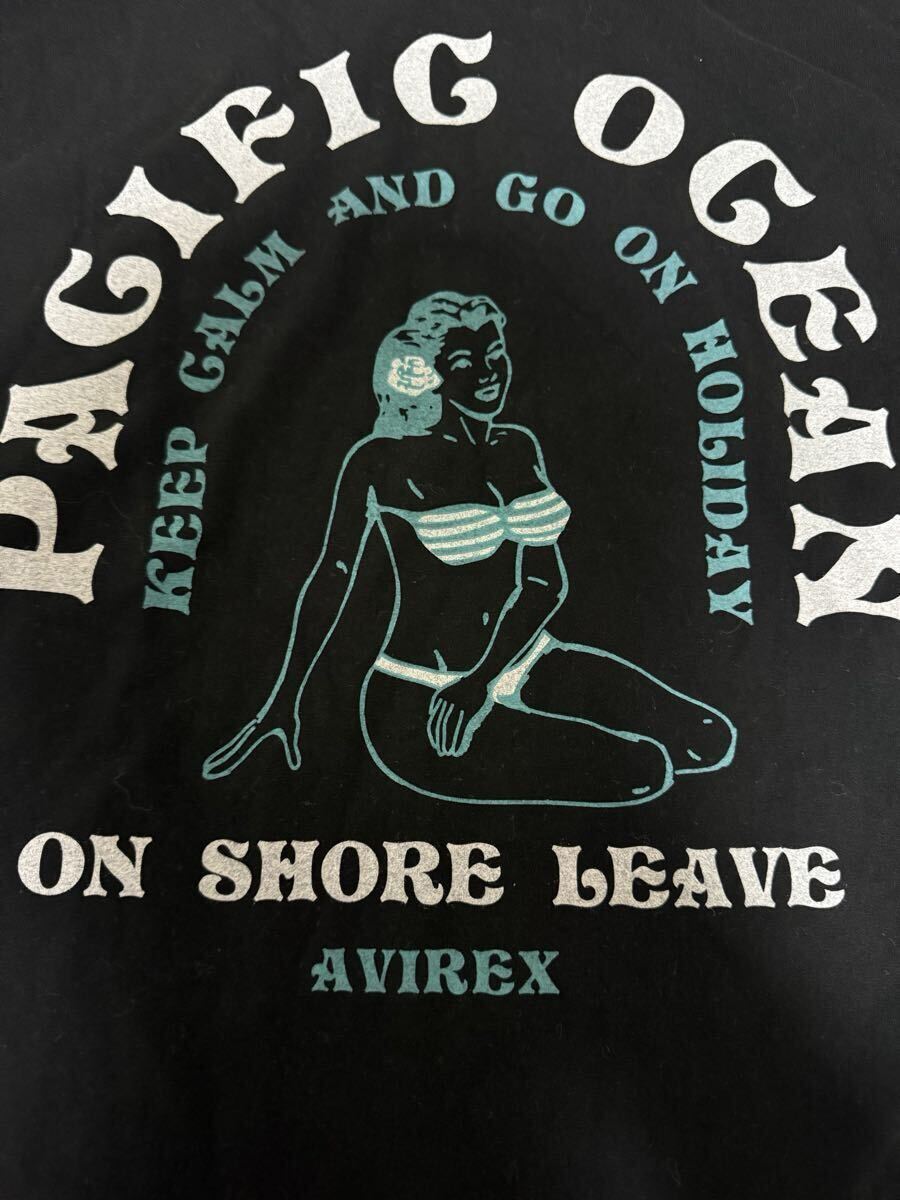 PACIFIC OCEAN
KEEP CALM AND GO ON HOLIDAY
ON SHORE LEAVE
AVIREX